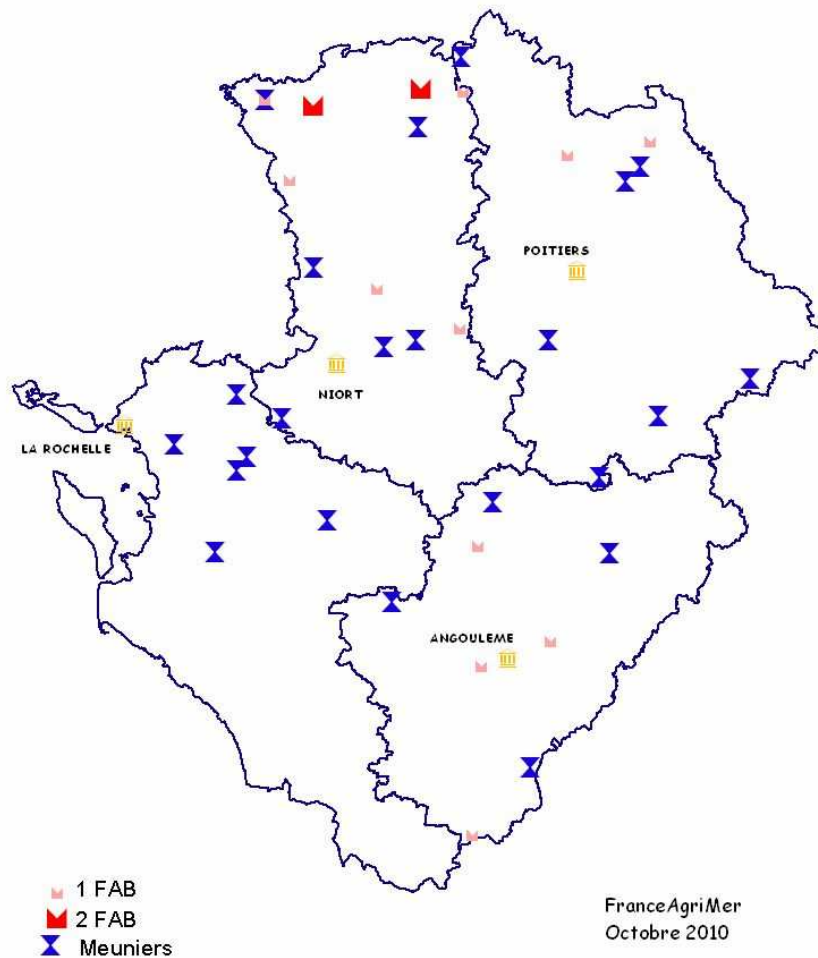 POITIERS
NIORT
LA ROCHELLE
ANGOULEME
1 FAB
2 FAB
Meuniers
FranceAgriMer
Octobre 2010